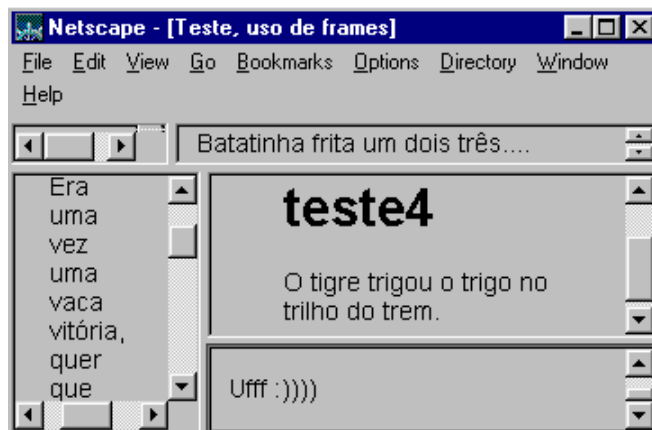 Netscape - [Teste, uso de frames]
File Edit View Go Bookmarks Options Directory Window
Help
Batatinha frita um dois três....
Era
uma
vez
uma
vaca
vitória,
quer
que
teste4
O tigre trigou o trigo no
trilho do trem.
Ufff :))))